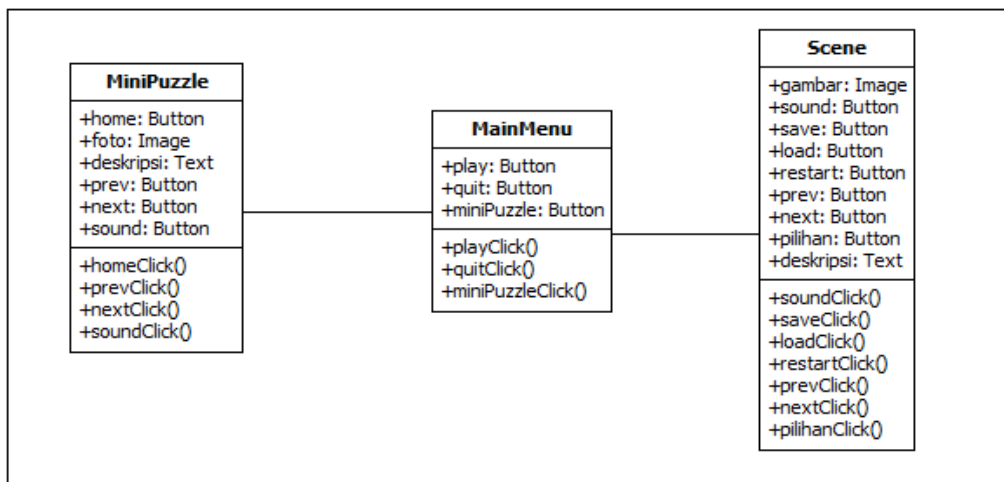 MiniPuzzle
+home: Button
+foto: Image
+deskripsi: Text
+prev: Button
+next: Button
+sound: Button
+homeClick()
+prevClick()
+nextClick()
+soundClick()
MainMenu
+play: Button
+quit: Button
+miniPuzzle: Button
+playClick()
+quitClick()
+miniPuzzleClick()
Scene
+gambar: Image
+sound: Button
+save: Button
+load: Button
+restart: Button
+prev: Button
+next: Button
+pilihan: Button
+deskripsi: Text
+soundClick()
+saveClick()
+loadClick()
+restartClick()
+prevClick()
+nextClick()
+pilihanClick()